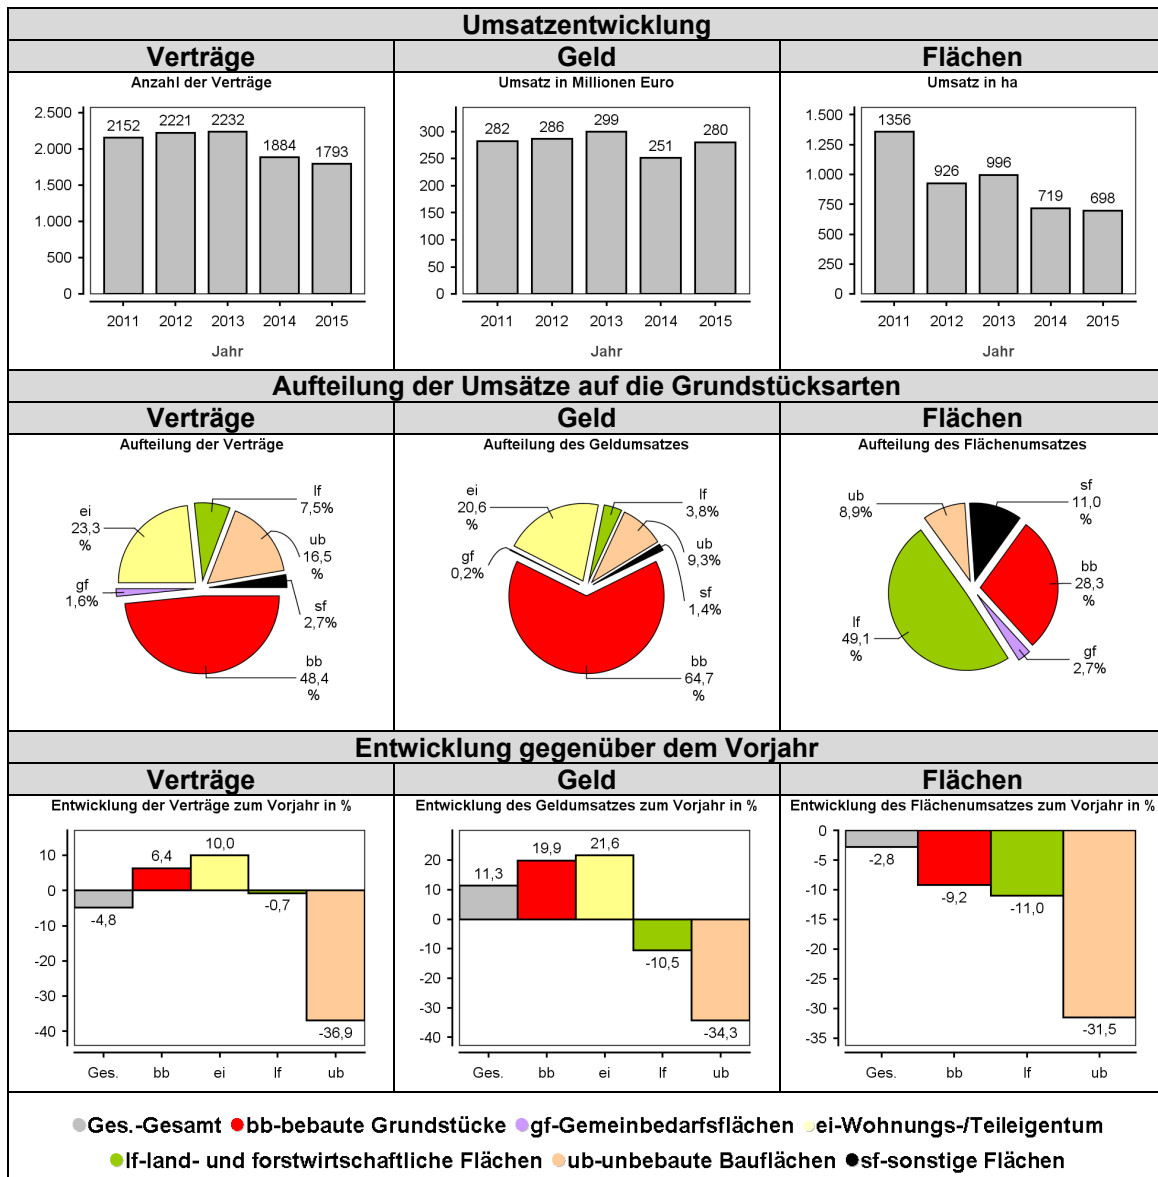 Umsatzentwicklung
Verträge
Geld
Flächen
Anzahl der Verträge
2.500
2.000
1.500
1.000
500
0
2152
2221
2232
1884
1793
2011 2012 2013 2014 2015
Jahr
Umsatz in Millionen Euro
300
250
200
150
100
50
0
282
286
299
251
280
2011 2012 2013 2014 2015
Jahr
Umsatz in ha
1.500
1.250
1.000
750
500
250
0
1356
926
996
719
698
2011 2012 2013 2014 2015
Jahr
Aufteilung der Umsätze auf die Grundstücksarten
Verträge
Geld
Flächen
Aufteilung der Verträge
lf
7,5%
ei
23,3
%
ub
16,5
%
gf
1,6%
sf
2,7%
bb
48,4
%
Aufteilung des Geldumsatzes
ei
20,6
%
lf
3,8%
ub
9,3%
gf
0,2%
sf
1,4%
bb
64,7
%
Aufteilung des Flächenumsatzes
sf
11,0
%
ub
8,9%
bb
28,3
%
lf
49,1
%
gf
2,7%
Entwicklung gegenüber dem Vorjahr
Verträge
Geld
Flächen
Entwicklung der Verträge zum Vorjahr in %
10
0
-10
-20
-30
-40
-4,8
6,4
10,0
-0,7
-36,9
Ges. bb ei lf ub
Entwicklung des Geldumsatzes zum Vorjahr in %
20
10
0
-10
-20
-30
-40
11,3
19,9
21,6
-10,5
-34,3
Ges. bb ei lf ub
Entwicklung des Flächenumsatzes zum Vorjahr in %
0
-5
-10
-15
-20
-25
-30
-35
-2,8
-9,2
-11,0
-31,5
Ges. bb lf ub
Ges.-Gesamt bb-bebaute Grundstücke gf-Gemeinbedarfsflächen ei-Wohnungs-/Teileigentum
lf-land- und forstwirtschaftliche Flächen ub-unbebaute Bauflächen sf-sonstige Flächen